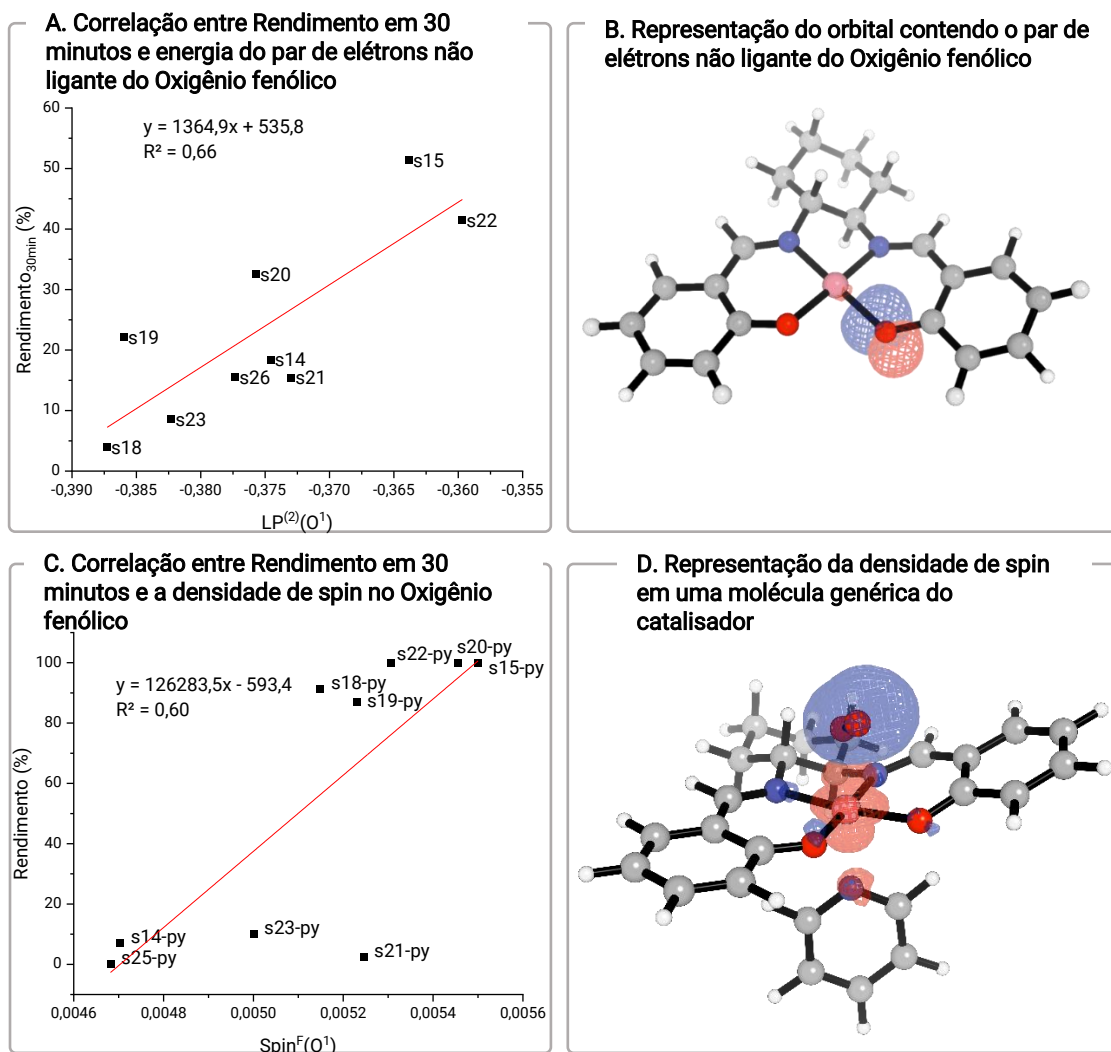 A. Correlação entre Rendimento em 30
minutos e energia do par de elétrons não
ligante do Oxigênio fenólico
60
50
40
30
20
10
0
Rendimento30min (%)
y = 1364,9x + 535,8
R² = 0,66
s15
s22
s20
s19
s14
s26
s21
s23
s18
-0,390
-0,385
-0,380
-0,375
-0,370
-0,365
-0,360
-0,355
LP(2)(O1)
B. Representação do orbital contendo o par de
elétrons não ligante do Oxigênio fenólico
C. Correlação entre Rendimento em 30
minutos e a densidade de spin no Oxigênio
fenólico
100
80
60
40
20
0
Rendimento (%)
y = 126283,5x - 593,4
R² = 0,60
s22-py
s20-py
s15-py
s18-py
s19-py
s14-py
s25-py
s23-py
s21-py
0,0046
0,0048
0,0050
0,0052
0,0054
0,0056
SpinF(O1)
D. Representação da densidade de spin
em uma molécula genérica do
catalisador